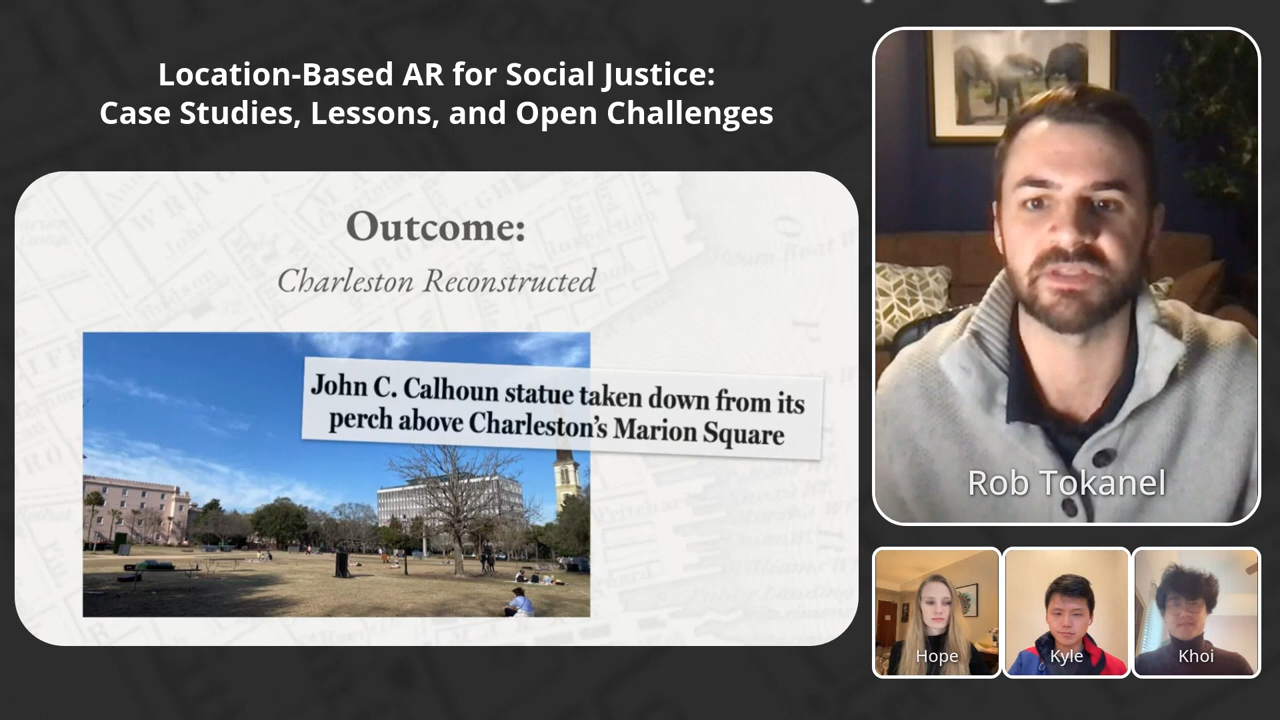 Location-Based AR for Social Justice:
Case Studies, Lessons, and Open Challenges
Outcome:
Charleston Reconstructed
John C. Calhoun statue taken down from its
perch above Charleston's Marion Square
Rob Tokanel
Hope
Kyle
Khoi